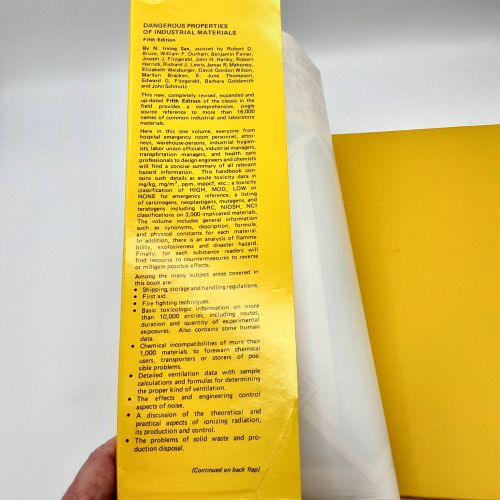 DANGEROUS PROPERTIES
OF INDUSTRIAL MATERIALS
Fifth Edition
By N. Irving Sax, assisted by Robert D.
Bruce, William F. Durham, Benjamin Feiner,
Joseph J. Fitzgerald, John H. Harley, Robert
Herrick, Richard J. Lewis, James R. Mahoney,
Elizabeth Weisburger, David Gordon Wilson,
Marilyn Bracken, E. June Thompson,
Edward G. Fitzgerald, Barbara Goldsmith
and John Schmutz
This new, completely revised, expanded and
up-dated Fifth Edition of the classic in the
field provides a comprehensive, single
source reference to more than 16,000
names of common industrial and laboratory
materials.
Here in this one volume, everyone from
hospital emergency room personnel, attor-
neys, warehouse-persons, industrial hygien-
ists, labor union officials, industrial managers,
transportation managers, and health care
professionals to design engineers and chemists
will find a concise summary of all relevant
hazard information. This handbook con-
tains such details as acute toxicity data in
mg/kg, mg/m³, ppm, mppcf, etc.; a toxicity
classification of HIGH, MOD, LOW or
NONE for emergency reference; a listing
of carcinogens, neoplastigens, mutagens, and
teratogens including IARC, NIOSH, NCI
classifications on 3,000 implicated materials.
The volume includes general information
such as synonyms, description, formula,
and physical constants for each material.
In addition, there is an analysis of flamma-
bility, explosiveness and disaster hazard.
Finally, for each substance readers will
find recourse to countermeasures to reverse
or mitigate possible effects.
Among the many subject areas covered in
this book are:
• Shipping, storage and handling regulations.
• First aid.
• Fire fighting techniques.
• Basic toxicologic information on more
than 10,000 entries, including routes,
duration and quantity of experimental
exposures. Also contains some human
data.
• Chemical incompatibilities of more than
1,000 materials to forewarn chemical
users, transporters or storers of pos-
sible problems.
• Detailed ventilation data with sample
calculations and formulas for determining
the proper kind of ventilation.
• The effects and engineering control
aspects of noise.
• A discussion of the theoretical and
practical aspects of ionizing radiation,
its production and control.
• The problems of solid waste and pro-
duction disposal.
(Continued on back flap)